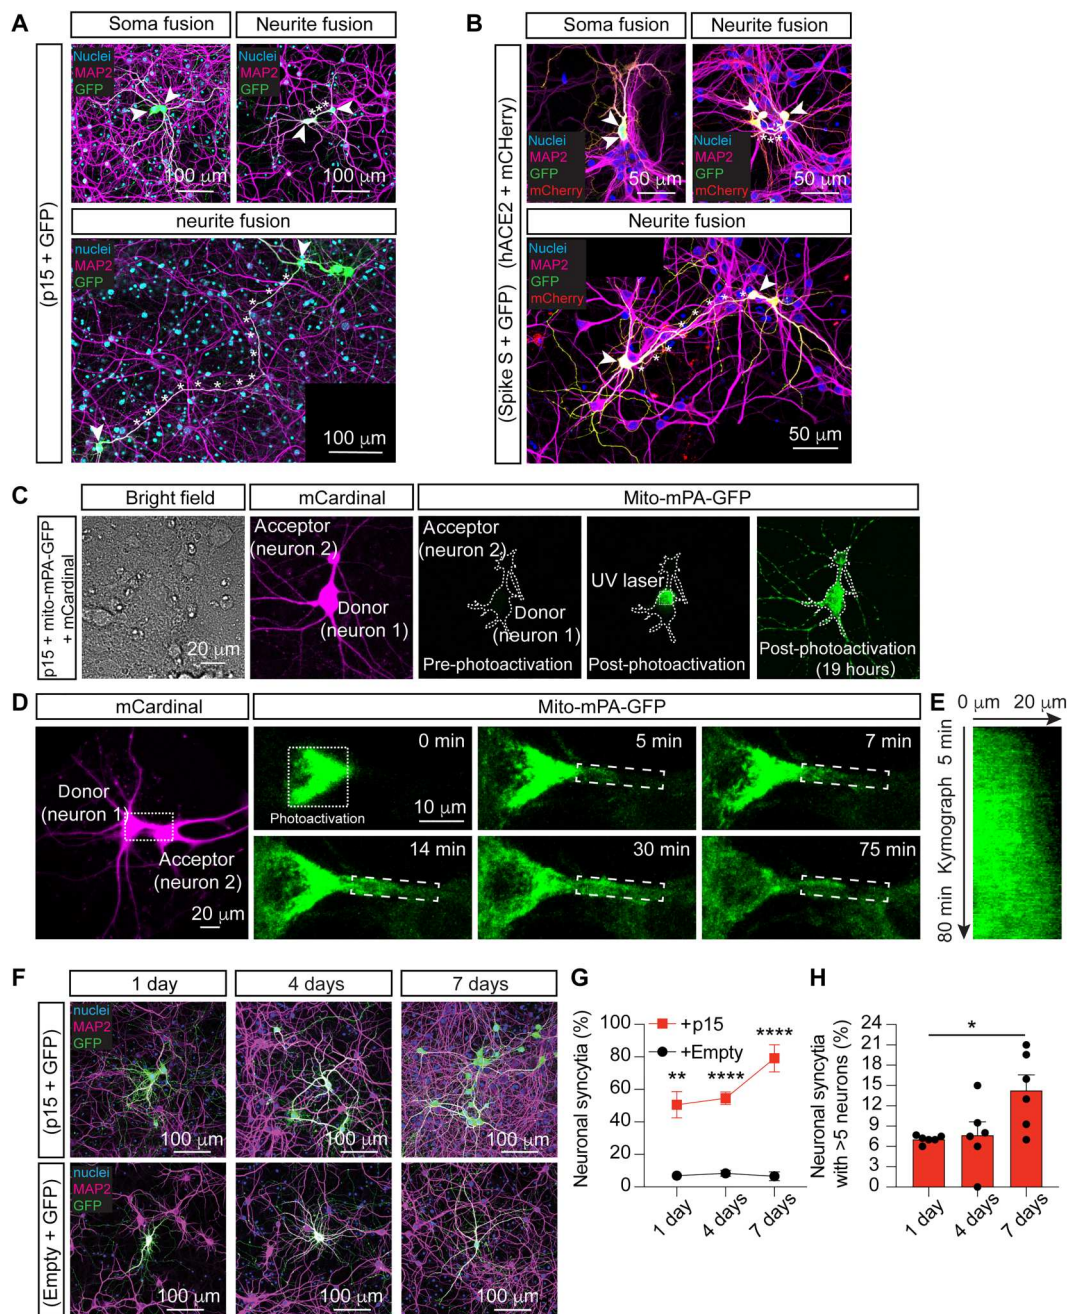 A
Soma fusion
Neurite fusion
(p15 + GFP)
Nuclei
MAP2
GFP
100 µm
Nuclei
MAP2
GFP
100 µm
neurite fusion
nuclei
MAP2
GFP
100 µm
B
Soma fusion
Neurite fusion
(Spike S + GFP) (hACE2 + mCHerry)
Nuclei
MAP2
GFP
mCherry
50 µm
Nuclei
MAP2
GFP
mCherry
50 µm
Neurite fusion
Nuclei
MAP2
GFP
mCherry
50 µm
C
Bright field
mCardinal
Mito-mPA-GFP
p15 + mito-mPA-GFP
+ mCardinal
20 µm
Acceptor
(neuron 2)
Donor
(neuron 1)
Acceptor
(neuron 2)
Donor
(neuron 1)
Pre-photoactivation
UV laser
Post-photoactivation
Post-photoactivation
(19 hours)
D
mCardinal
Mito-mPA-GFP
Donor
(neuron 1)
Acceptor
(neuron 2)
20 µm
0 min
Photoactivation
10 µm
5 min
7 min
14 min
30 min
75 min
E
0 µm 20 µm
80 min Kymograph 5 min
F
1 day
4 days
7 days
(p15 + GFP)
nuclei
MAP2
GFP
100 µm
100 µm
100 µm
(Empty + GFP)
nuclei
MAP2
GFP
100 µm
100 µm
100 µm
G
Neuronal syncytia (%)
100
80
60
40
20
0
+p15
+Empty
**
****
****
1 day
4 days
7 days
H
Neuronal syncytia
with >5 neurons (%)
24
21
18
15
12
9
6
3
0
*
1 day
4 days
7 days